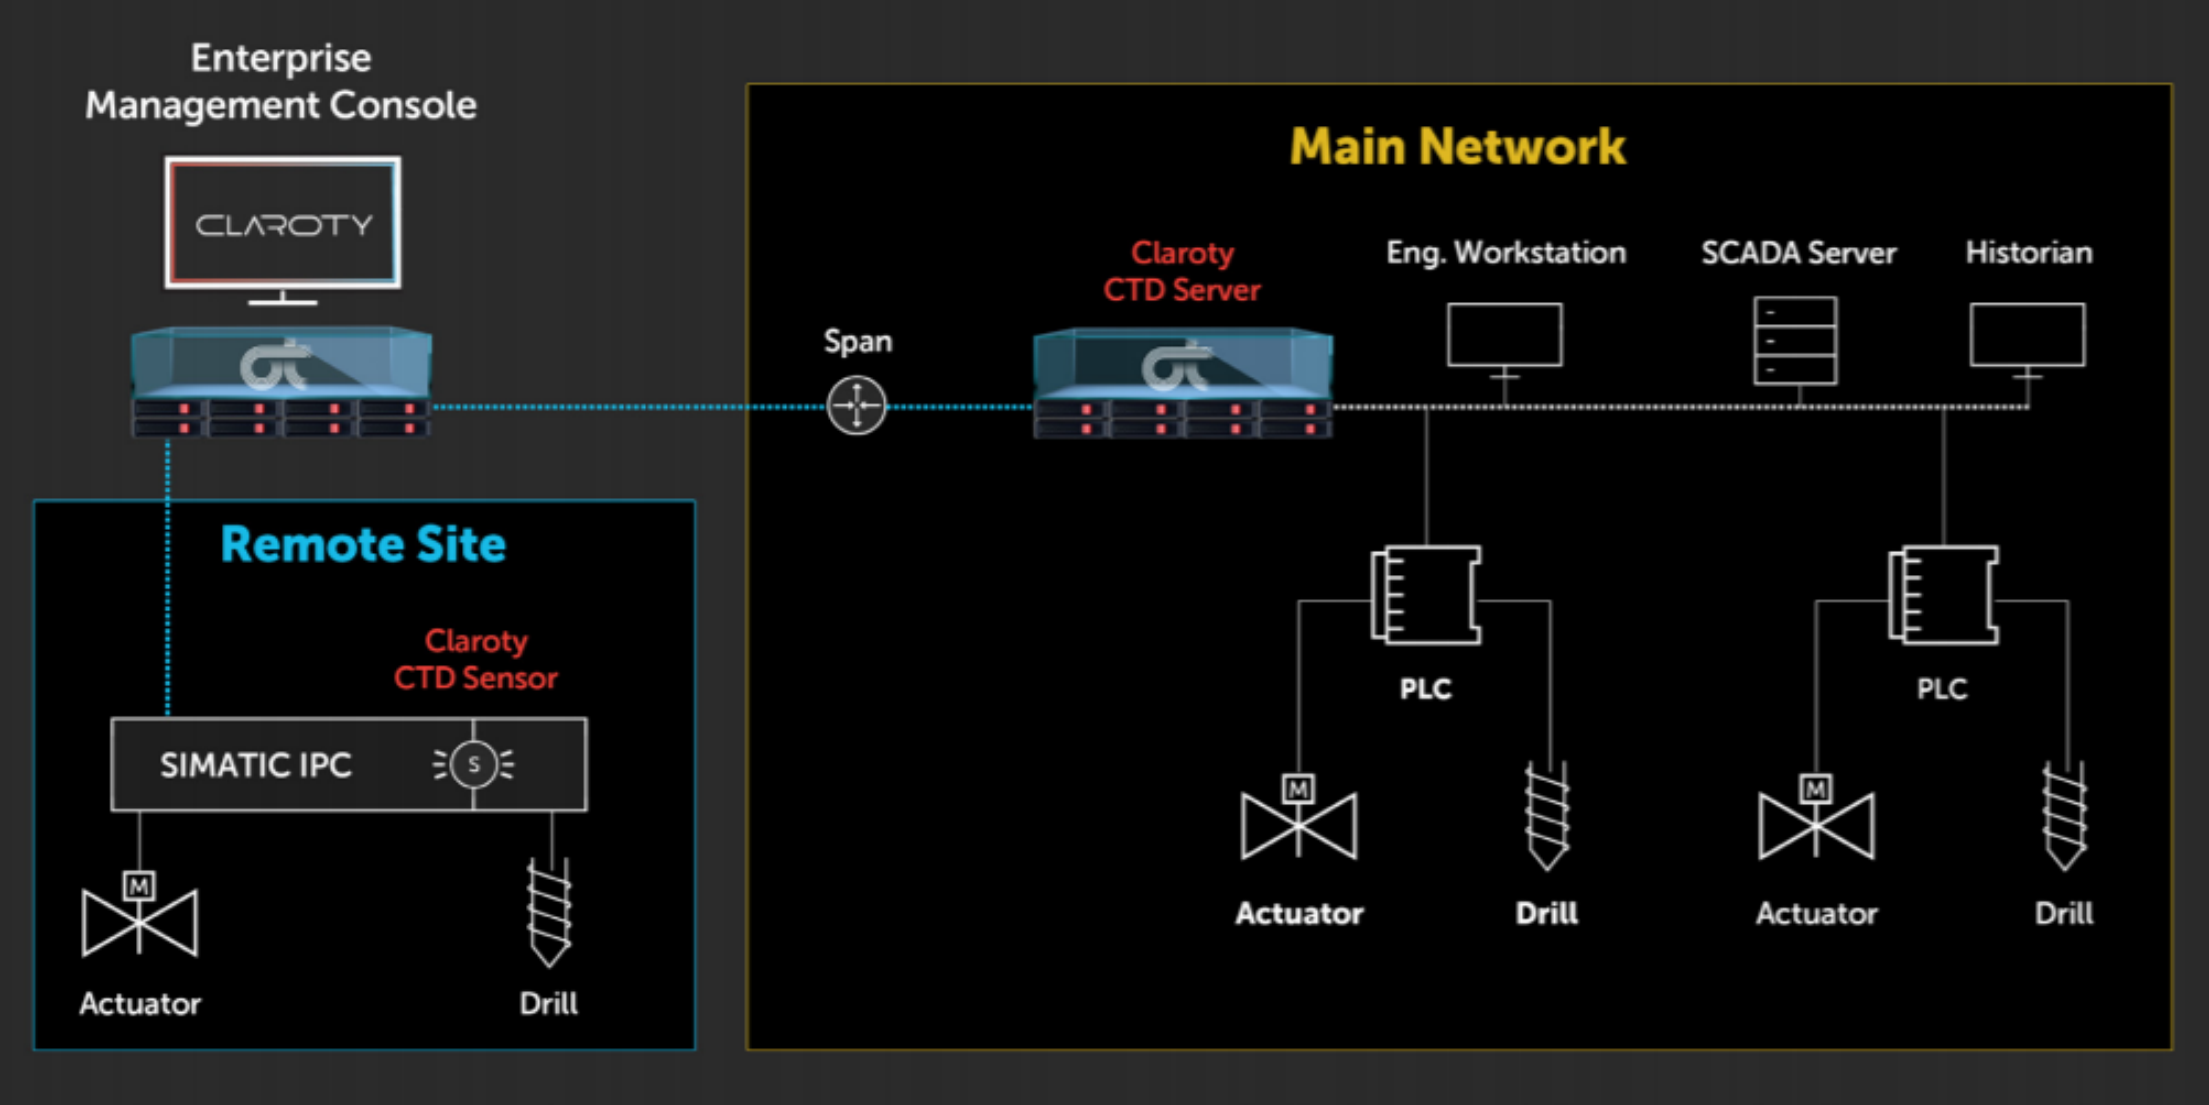 Enterprise
Management Console
CLAROTY
Main Network
Claroty
CTD Server
Eng. Workstation
SCADA Server
Historian
Span
Remote Site
Claroty
CTD Sensor
SIMATIC IPC
S
M
Actuator
Drill
PLC
PLC
M
M
Actuator
Drill
Actuator
Drill